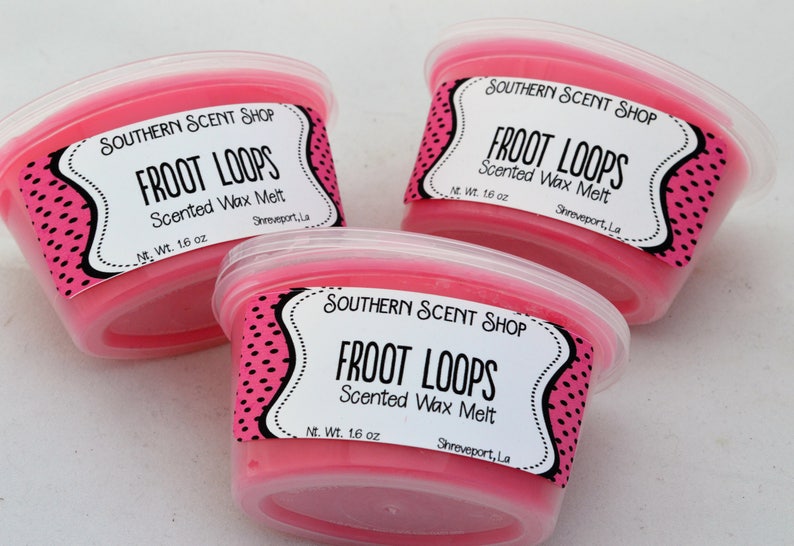 Southern Scent Shop
Froot Loops
Scented Wax Melt
Nt. Wt. 1.6 oz
Shreveport, La
Southern Scent Shop
Froot Loops
Scented Wax Melt
Nt. Wt. 1.6 oz
Shreveport, La
Southern Scent Shop
Froot Loops
Scented Wax Melt
Nt. Wt. 1.6 oz
Shreveport, La